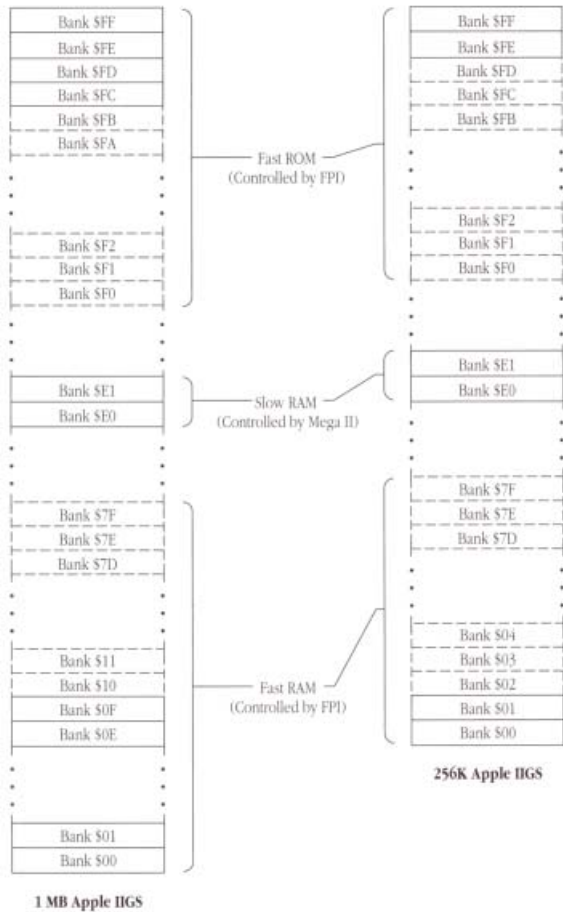 Bank $FF
Bank $FE
Bank $FD
Bank $FC
Bank $FB
Bank $FA
Bank $F2
Bank $F1
Bank $F0
Bank $E1
Bank $E0
Bank $7F
Bank $7E
Bank $7D
Bank $11
Bank $10
Bank $0F
Bank $0E
Bank $01
Bank $00
1 MB Apple IIGS
Fast ROM
(Controlled by FPI)
Slow RAM
(Controlled by Mega II)
Fast RAM
(Controlled by FPI)
Bank $FF
Bank $FE
Bank $FD
Bank $FC
Bank $FB
Bank $F2
Bank $F1
Bank $F0
Bank $E1
Bank $E0
Bank $7F
Bank $7E
Bank $7D
Bank $04
Bank $03
Bank $02
Bank $01
Bank $00
256K Apple IIGS